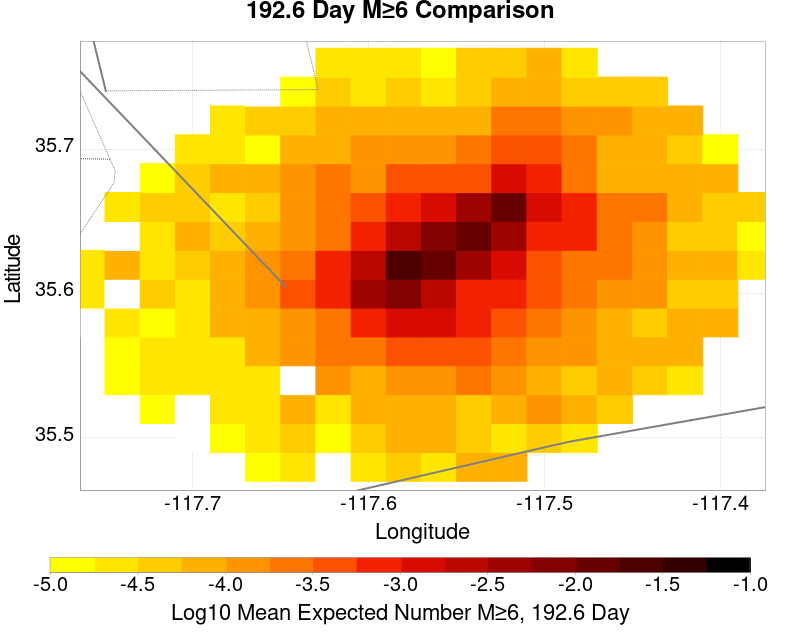 192.6 Day M≥6 Comparison
35.7
35.6
35.5
Latitude
-117.7 -117.6 -117.5 -117.4
Longitude
-5.0 -4.5 -4.0 -3.5 -3.0 -2.5 -2.0 -1.5 -1.0
Log10 Mean Expected Number M≥6, 192.6 Day